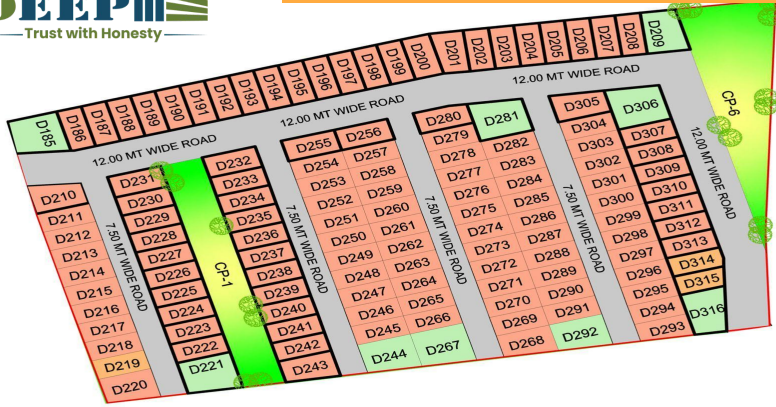 DEEP
Trust with Honesty
D185
D186
D187
D188
D189
D190
D191
D192
D193
D194
D195
D196
D197
D198
D199
D200
D201
D202
D203
D204
D205
D206
D207
D208
D209
12.00 MT WIDE ROAD
12.00 MT WIDE ROAD
12.00 MT WIDE ROAD
CP-6
12.00 MT WIDE ROAD
D210
D211
D212
D213
D214
D215
D216
D217
D218
D219
D220
7.50 MT WIDE ROAD
D231
D230
D229
D228
D227
D226
D225
D224
D223
D222
D221
CP-1
D232
D233
D234
D235
D236
D237
D238
D239
D240
D241
D242
D243
7.50 MT WIDE ROAD
D255
D256
D254
D257
D253
D258
D252
D259
D251
D260
D250
D261
D249
D262
D248
D263
D247
D264
D246
D265
D245
D266
D244
D267
7.50 MT WIDE ROAD
D280
D281
D279
D278
D282
D277
D283
D276
D284
D275
D285
D274
D286
D273
D287
D272
D288
D271
D289
D270
D290
D269
D291
D268
D292
7.50 MT WIDE ROAD
D305
D306
D304
D307
D303
D308
D302
D309
D301
D310
D300
D311
D299
D312
D298
D313
D297
D314
D296
D315
D295
D316
D294
D293